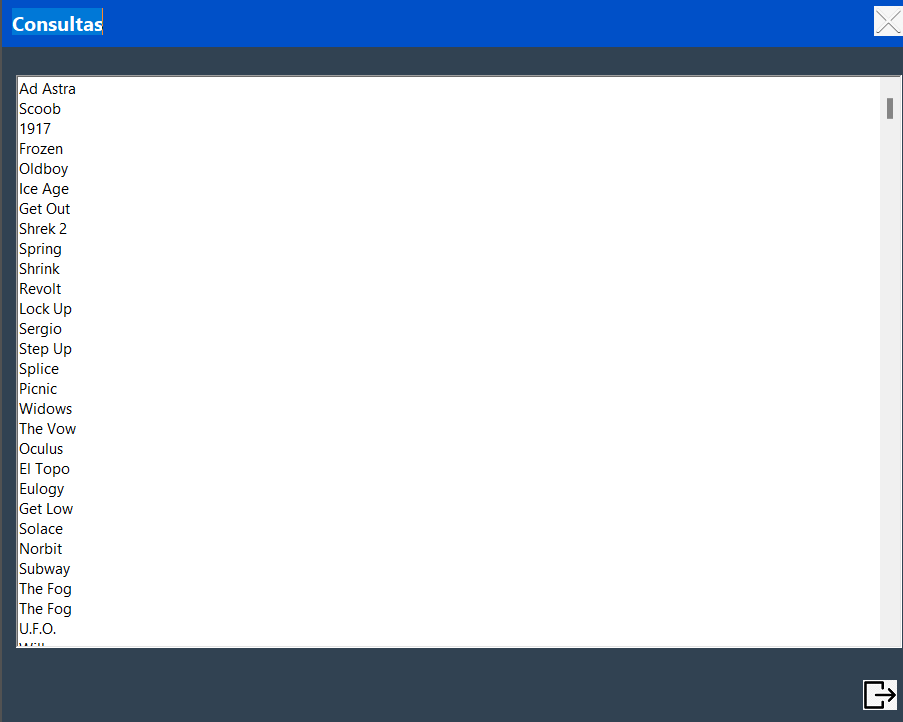 Consultas
Ad Astra
Scoob
1917
Frozen
Oldboy
Ice Age
Get Out
Shrek 2
Spring
Shrink
Revolt
Lock Up
Sergio
Step Up
Splice
Picnic
Widows
The Vow
Oculus
El Topo
Eulogy
Get Low
Solace
Norbit
Subway
The Fog
The Fog
U.F.O.